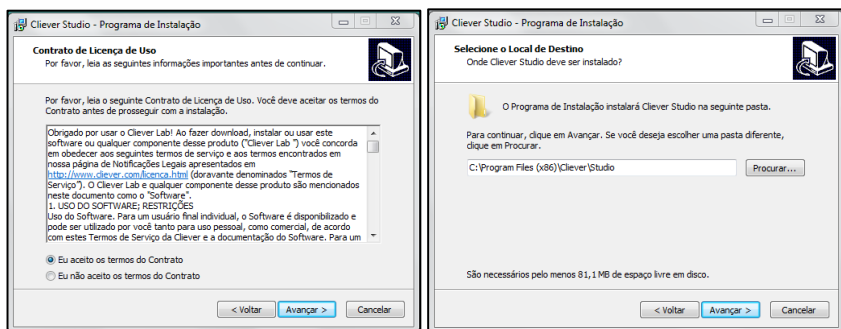 Cliever Studio - Programa de Instalação
Contrato de Licença de Uso
Por favor, leia as seguintes informações importantes antes de continuar.
Por favor, leia o seguinte Contrato de Licença de Uso. Você deve aceitar os termos do
Contrato antes de prosseguir com a instalação.
Obrigado por usar o Cliever Lab! Ao fazer download, instalar ou usar este
software ou qualquer componente desse produto ("Cliever Lab ") você concorda
em obedecer aos seguintes termos de serviço e aos termos encontrados em
nossa página de Notificações Legais apresentados em
http://www.cliever.com/licenca.html (doravante denominados "Termos de
Serviço"). O Cliever Lab e qualquer componente desse produto são mencionados
neste documento como o "Software".
1. USO DO SOFTWARE; RESTRIÇÕES
Uso do Software. Para um usuário final individual, o Software é disponibilizado e
pode ser utilizado por você tanto para uso pessoal, como comercial, de acordo
com estes Termos de Serviço da Cliever e a documentação do Software. Para um
Eu aceito os termos do Contrato
Eu não aceito os termos do Contrato
< Voltar
Avançar >
Cancelar
Cliever Studio - Programa de Instalação
Selecione o Local de Destino
Onde Cliever Studio deve ser instalado?
O Programa de Instalação instalará Cliever Studio na seguinte pasta.
Para continuar, clique em Avançar. Se você deseja escolher uma pasta diferente,
clique em Procurar.
C:\Program Files (x86)\Cliever\Studio
Procurar...
São necessários pelo menos 81,1 MB de espaço livre em disco.
< Voltar
Avançar >
Cancelar